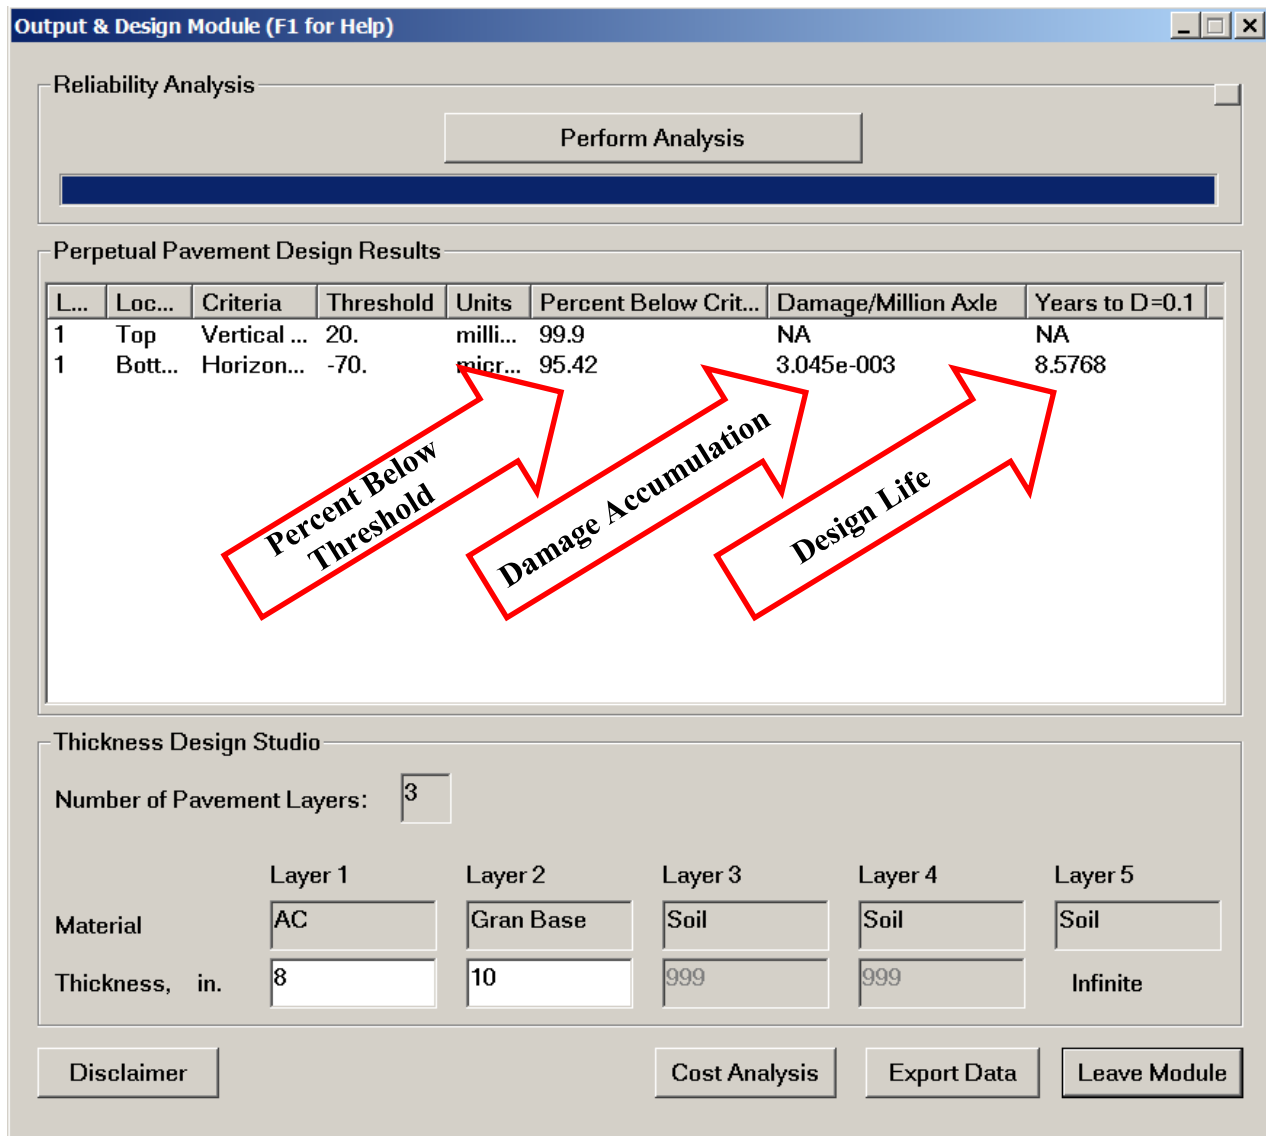 Output & Design Module (F1 for Help)
Reliability Analysis
Perform Analysis
Perpetual Pavement Design Results
L... Loc... Criteria Threshold Units Percent Below Crit... Damage/Million Axle Years to D=0.1
1 Top Vertical ... 20. milli... 99.9 NA NA
1 Bott... Horizon... -70. micr... 95.42 3.045e-003 8.5768
Percent Below
Threshold
Damage Accumulation
Design Life
Thickness Design Studio
Number of Pavement Layers: 3
Layer 1 Layer 2 Layer 3 Layer 4 Layer 5
Material AC Gran Base Soil Soil Soil
Thickness, in. 8 10 999 999 Infinite
Disclaimer Cost Analysis Export Data Leave Module